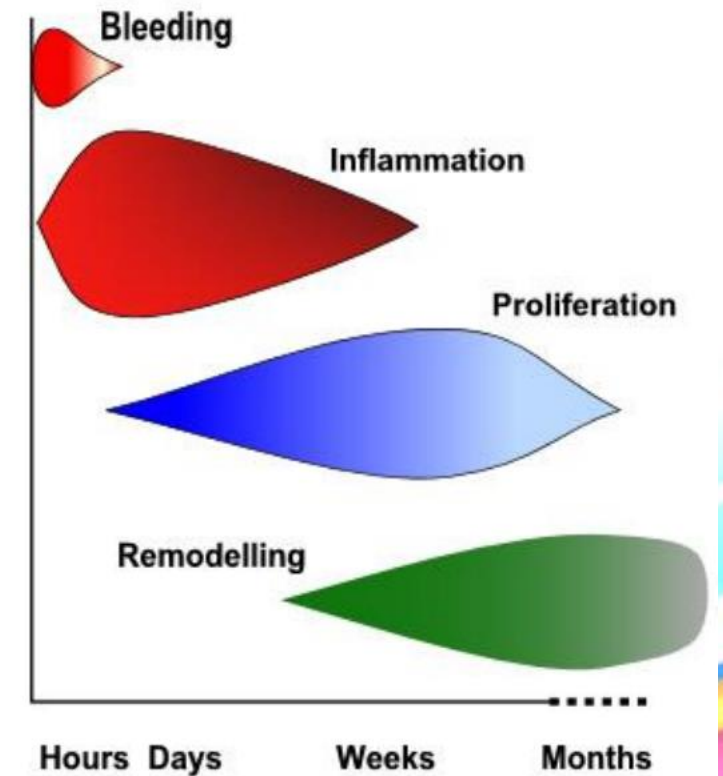 Bleeding
Inflammation
Proliferation
Remodelling
Hours Days Weeks Months